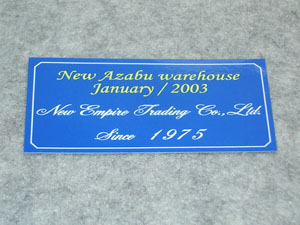 New Azabu warehouse
January / 2003
New Empire Trading Co., Ltd.
Since 1975